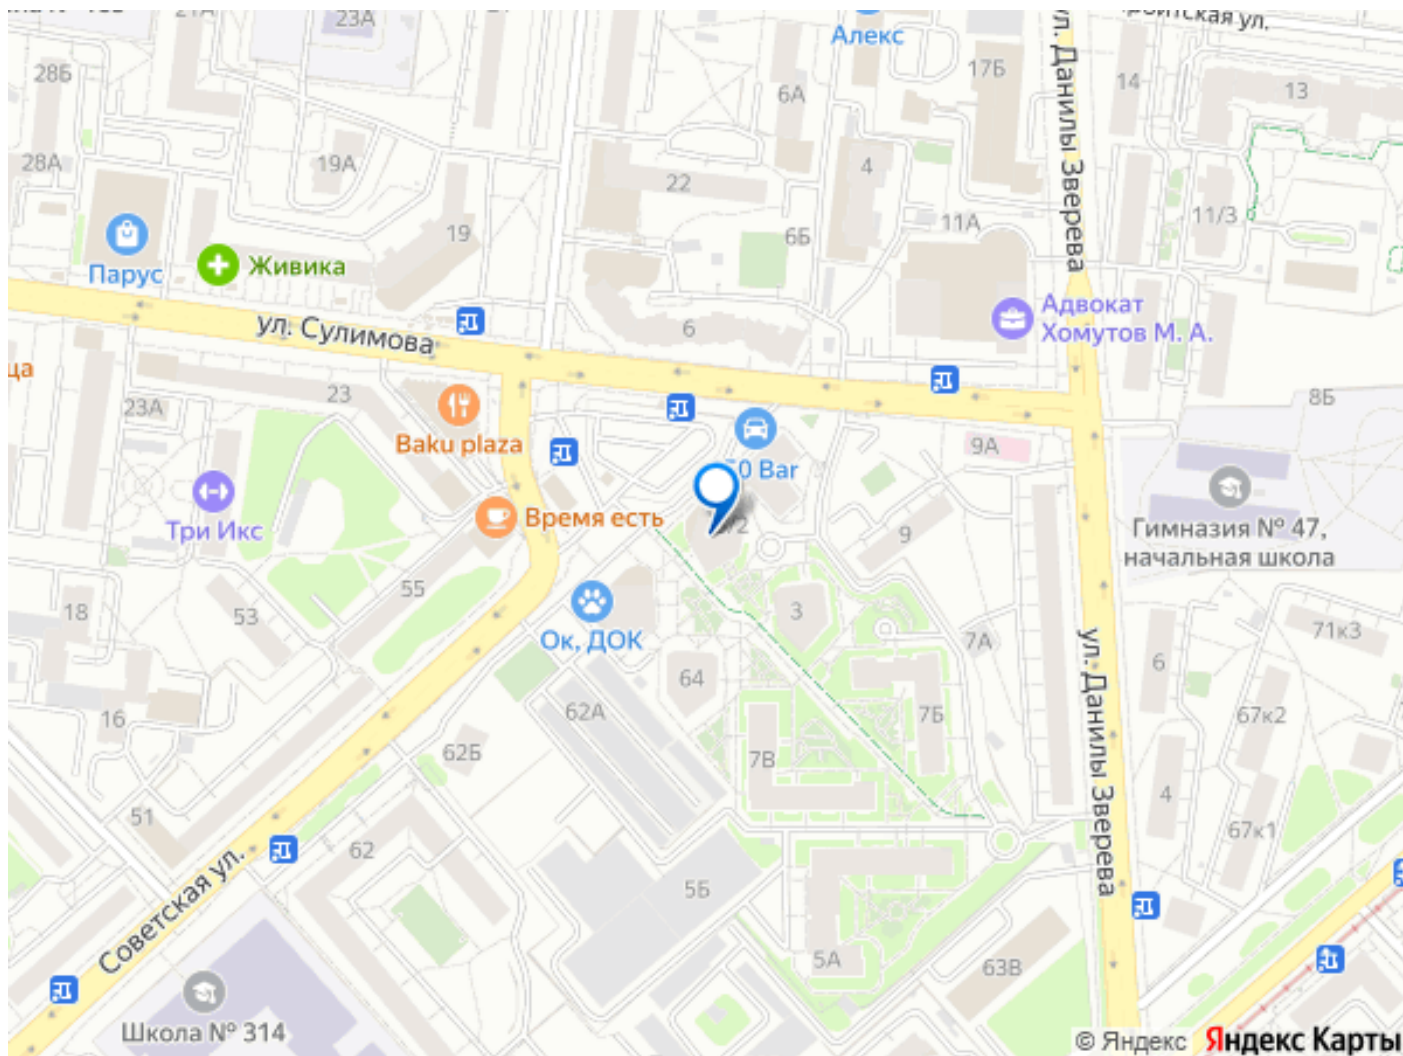 23А
21
Алекс
17Б
14
13
28Б
6А
ул. Данилы Зверева
28А
19А
22
4
11/3
Парус
Живика
19
6Б
11А
Адвокат
Хомутов М. А.
ул. Сулимова
6
23
23А
8Б
Baku plaza
Bar
9А
Три Икс
Время есть
9
Гимназия № 47,
начальная школа
18
53
55
Ок, ДОК
3
7А
71к3
6
64
16
62А
7Б
67к2
62Б
7В
ул. Данилы Зверева
4
51
62
67к1
Советская ул.
5Б
5А
63В
Школа № 314
© Яндекс Яндекс Карты